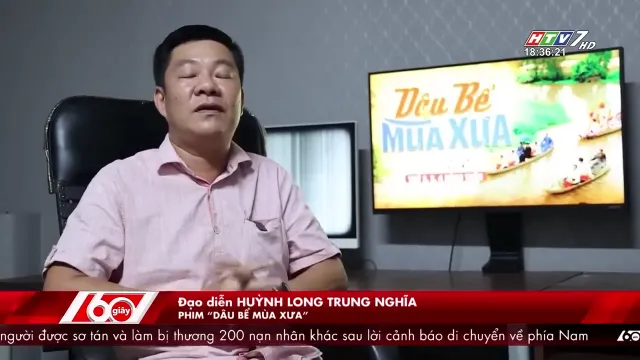 HTV7 HD
18:36:21
Dâu Bể
MÙA XƯA
60 giây
Đạo diễn HUỲNH LONG TRUNG NGHĨA
PHIM “DÂU BỂ MÙA XƯA”
người được sơ tán và làm bị thương 200 nạn nhân khác sau lời cảnh báo di chuyển về phía Nam